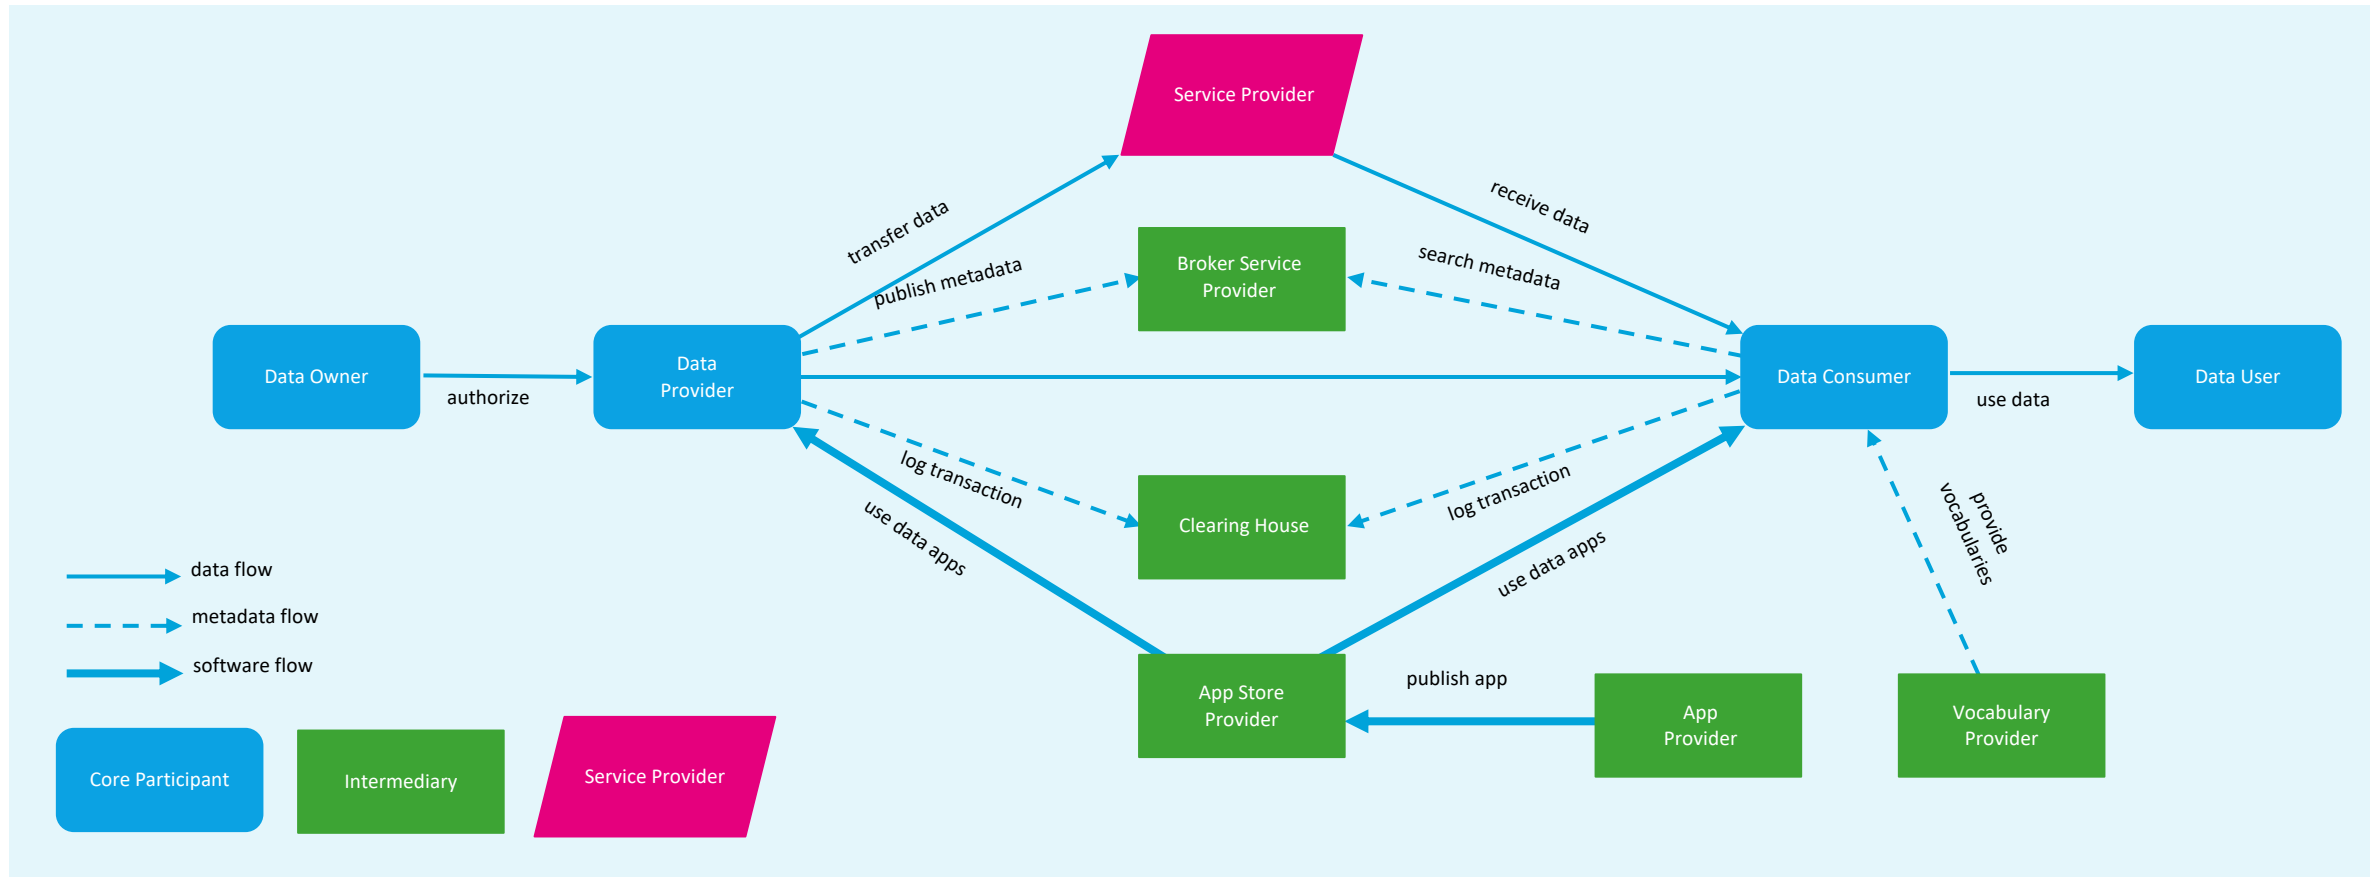 Service Provider
transfer data
receive data
publish metadata
Broker Service
Provider
search metadata
Data Owner
authorize
Data
Provider
Data Consumer
use data
Data User
log transaction
use data apps
Clearing House
log transaction
use data apps
provide
vocabularies
data flow
metadata flow
software flow
App Store
Provider
publish app
App
Provider
Vocabulary
Provider
Core Participant
Intermediary
Service Provider